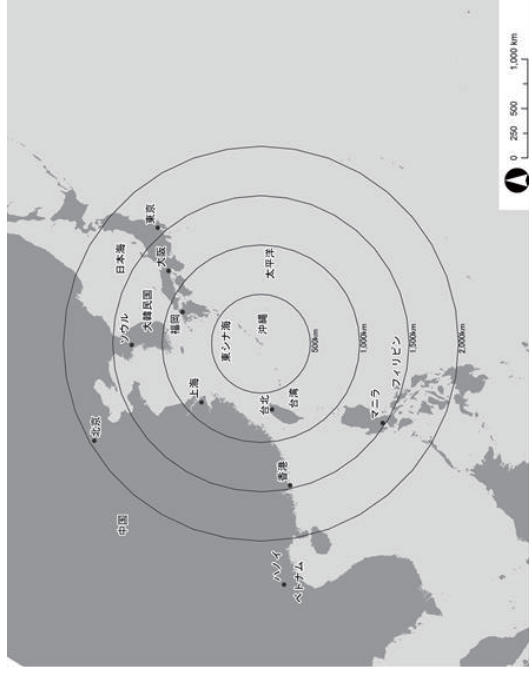 北京
ソウル
日本海
東京
大韓民国
大阪
中国
福岡
上海
東シナ海
太平洋
沖縄
台北
台湾
500km
香港
1,000km
ハノイ
ベトナム
マニラ
フィリピン
1,500km
2,000km
0 250 500 1,000 km